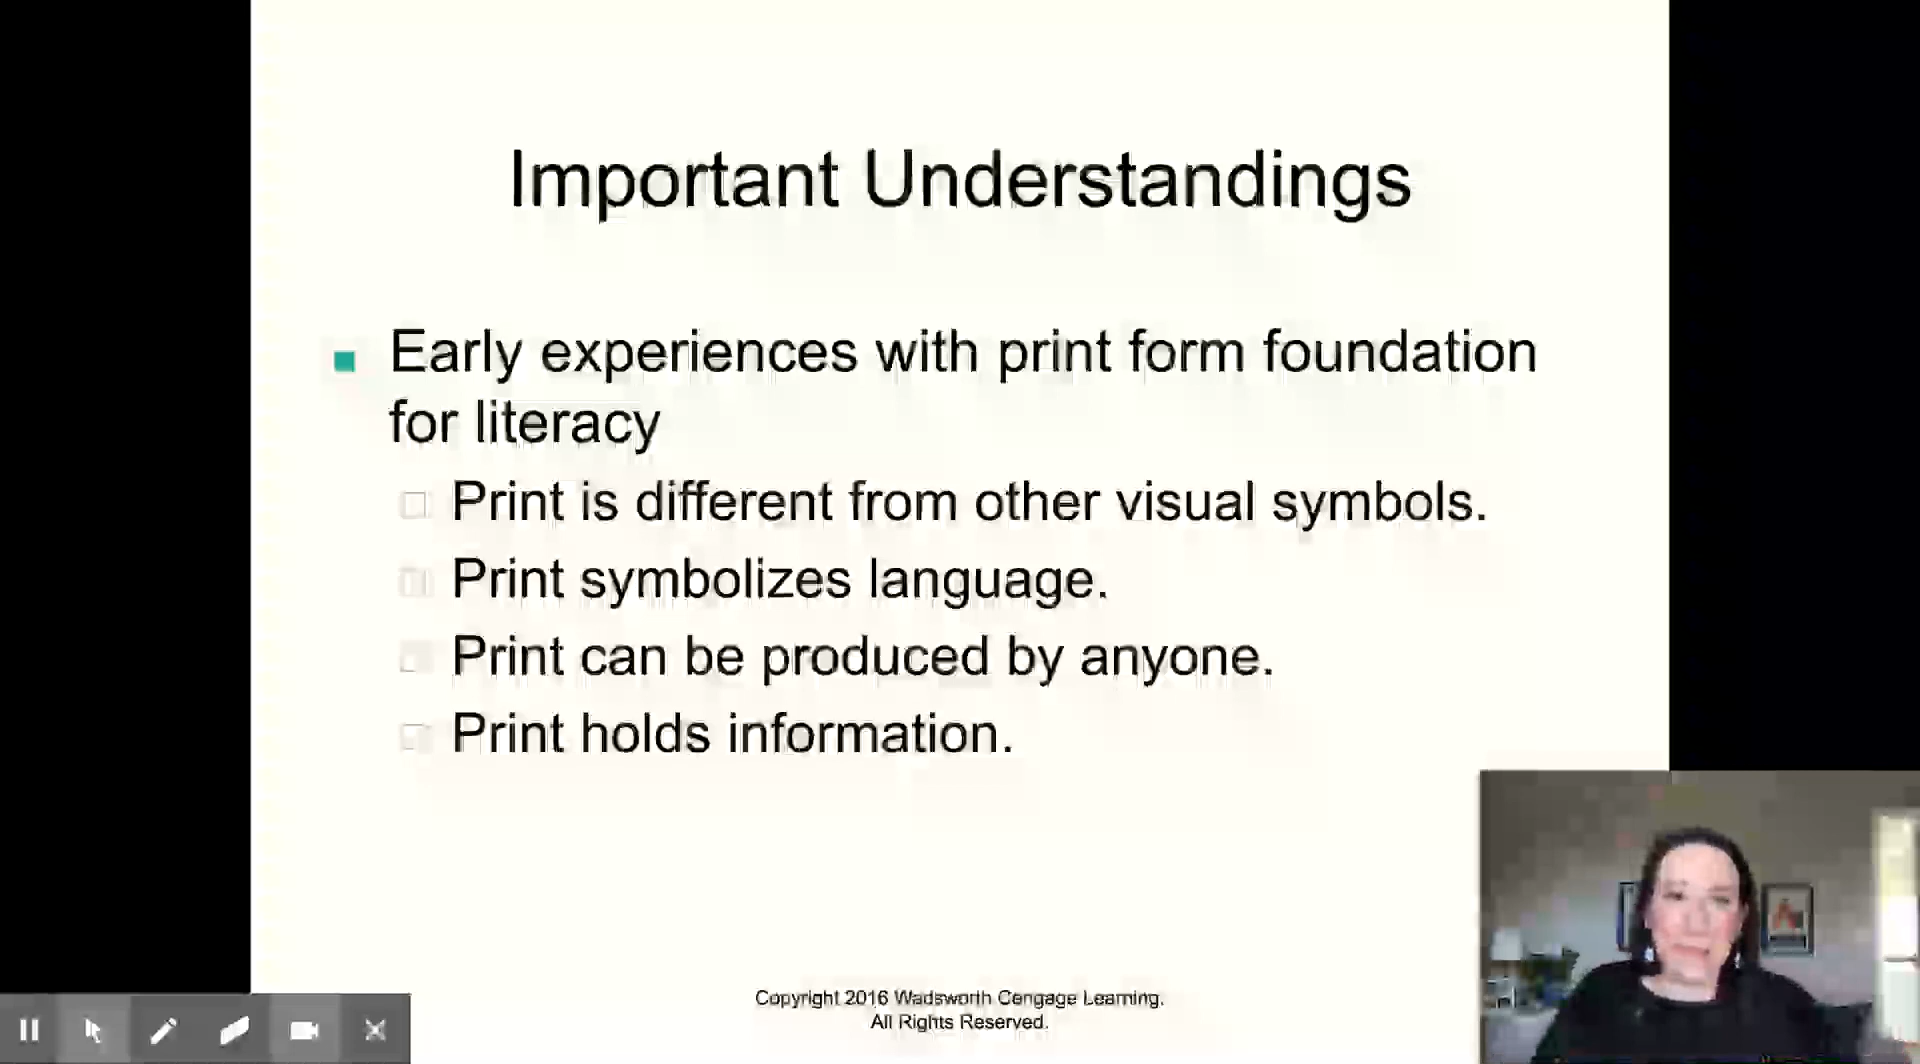 Important Understandings
Early experiences with print form foundation
for literacy
Print is different from other visual symbols.
Print symbolizes language.
Print can be produced by anyone.
Print holds information.
Copyright 2016 Wadsworth Cengage Learning.
All Rights Reserved.